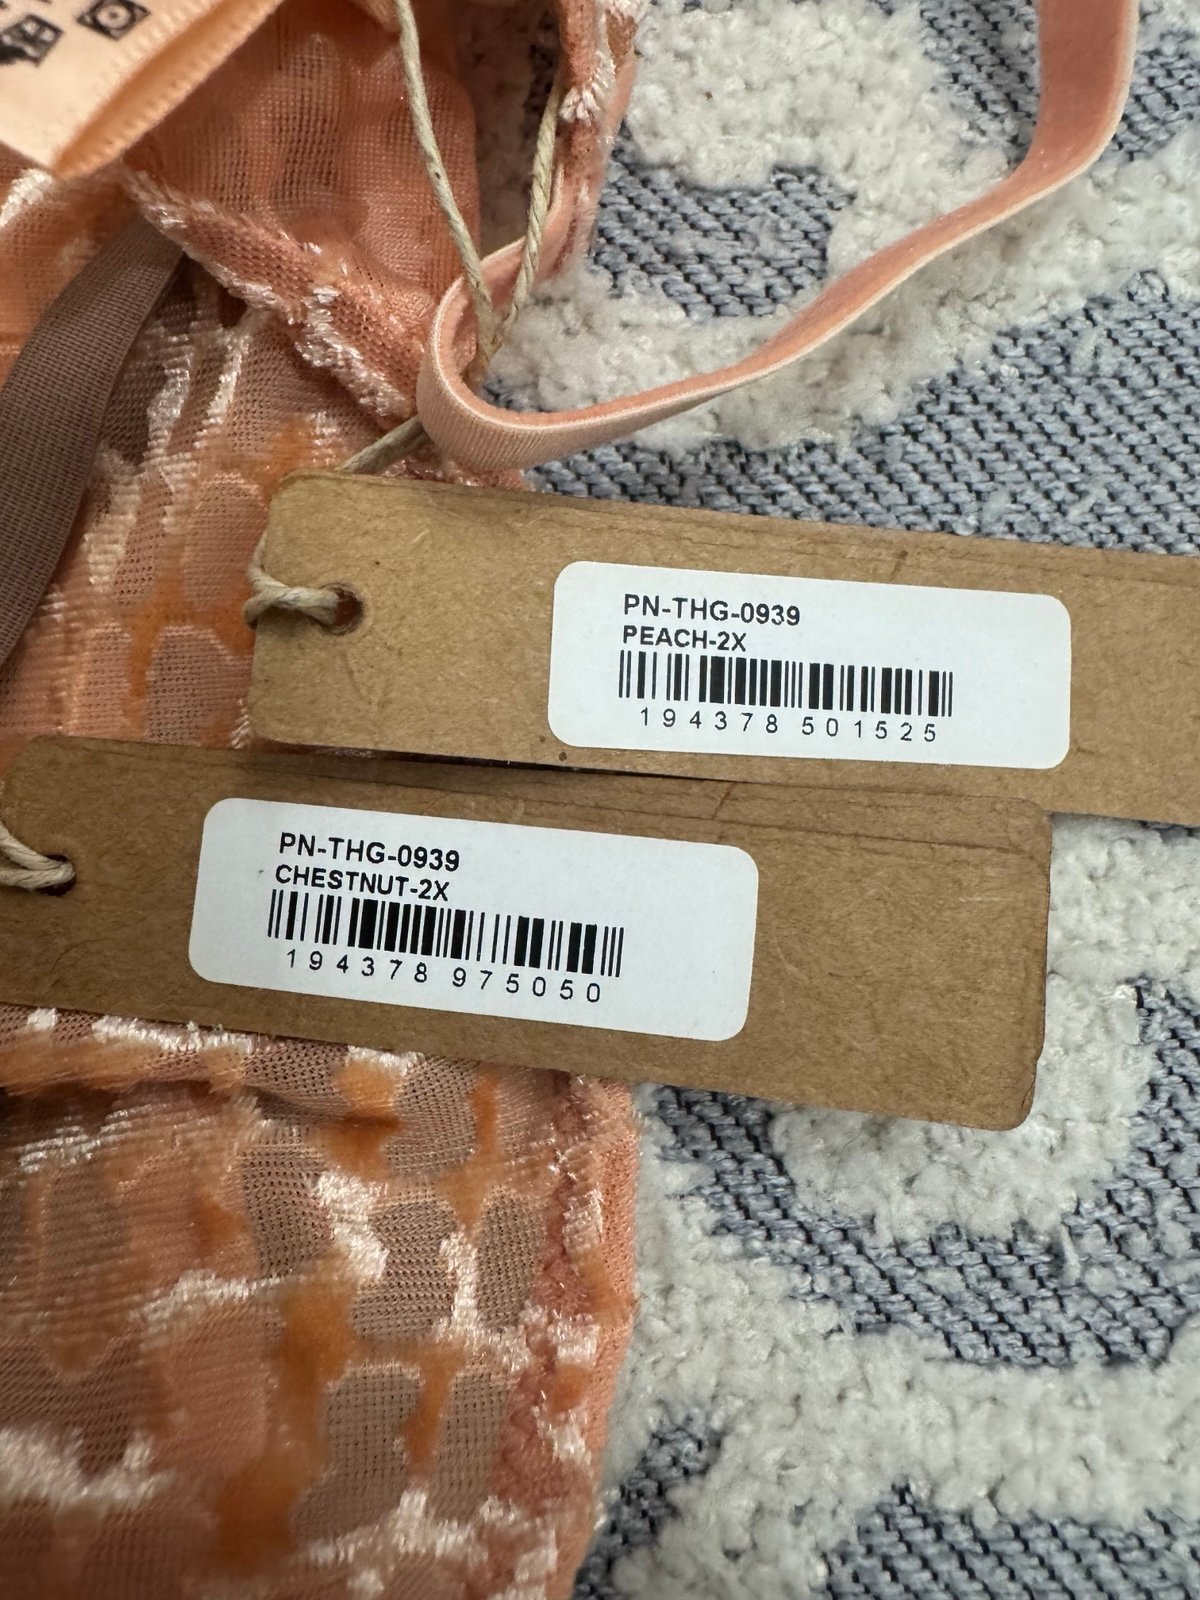 PN-THG-0939
PEACH-2X
194378 501525
PN-THG-0939
CHESTNUT-2X
194378 975050